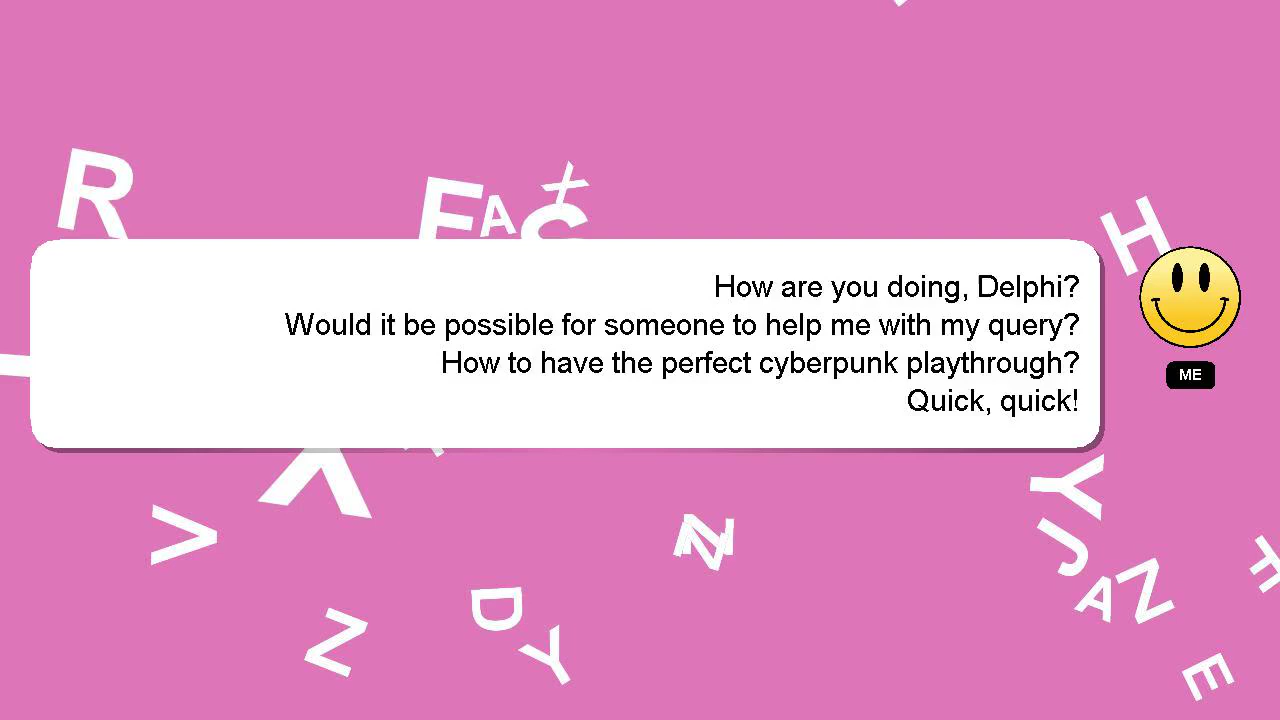 How are you doing, Delphi?
Would it be possible for someone to help me with my query?
How to have the perfect cyberpunk playthrough?
Quick, quick!
ME
R
F
A
X
S
H
X
Y
V
N
J
A
Z
F
D
Y
Z
E